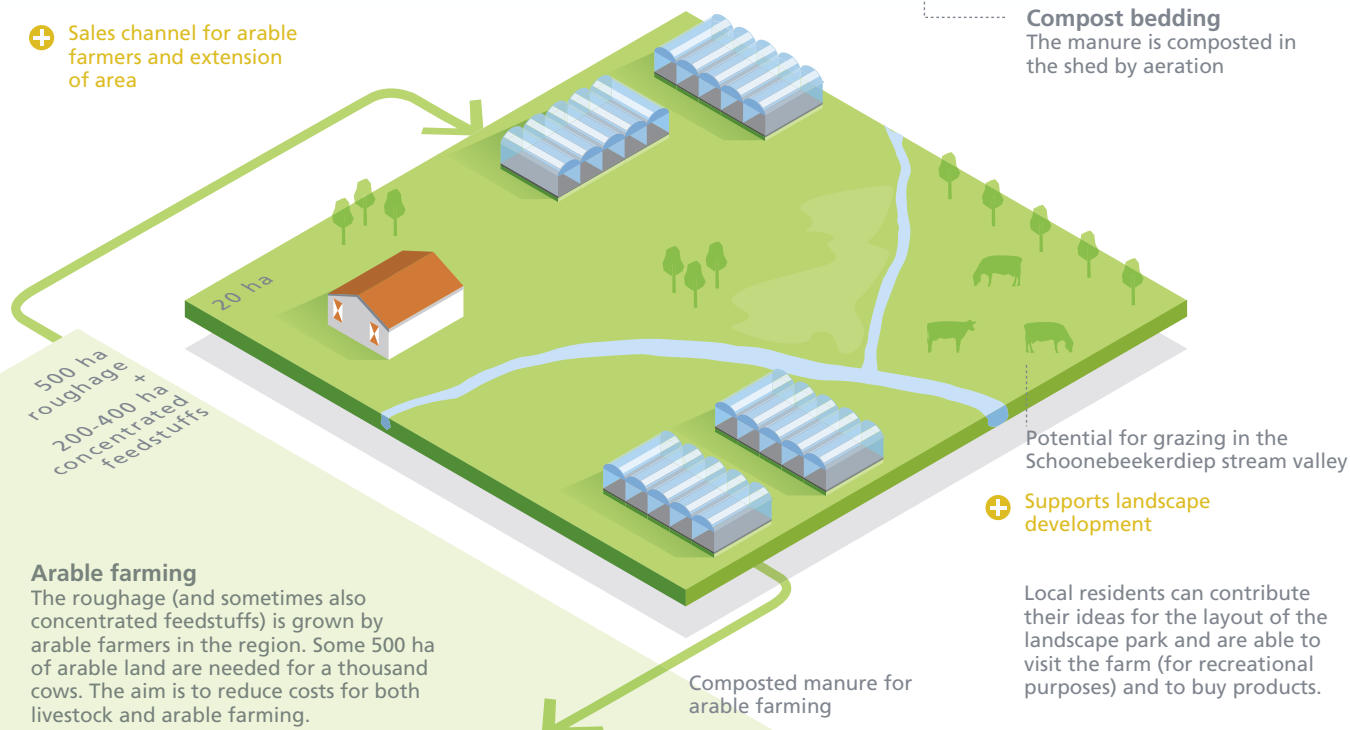 Sales channel for arable
farmers and extension
of area
Compost bedding
The manure is composted in
the shed by aeration
20 ha
500 ha
roughage
+
200-400 ha
concentrated
feedstuffs
Potential for grazing in the
Schoonebeekerdiep stream valley
Supports landscape
development
Arable farming
The roughage (and sometimes also
concentrated feedstuffs) is grown by
arable farmers in the region. Some 500 ha
of arable land are needed for a thousand
cows. The aim is to reduce costs for both
livestock and arable farming.
Composted manure for
arable farming
Local residents can contribute
their ideas for the layout of the
landscape park and are able to
visit the farm (for recreational
purposes) and to buy products.